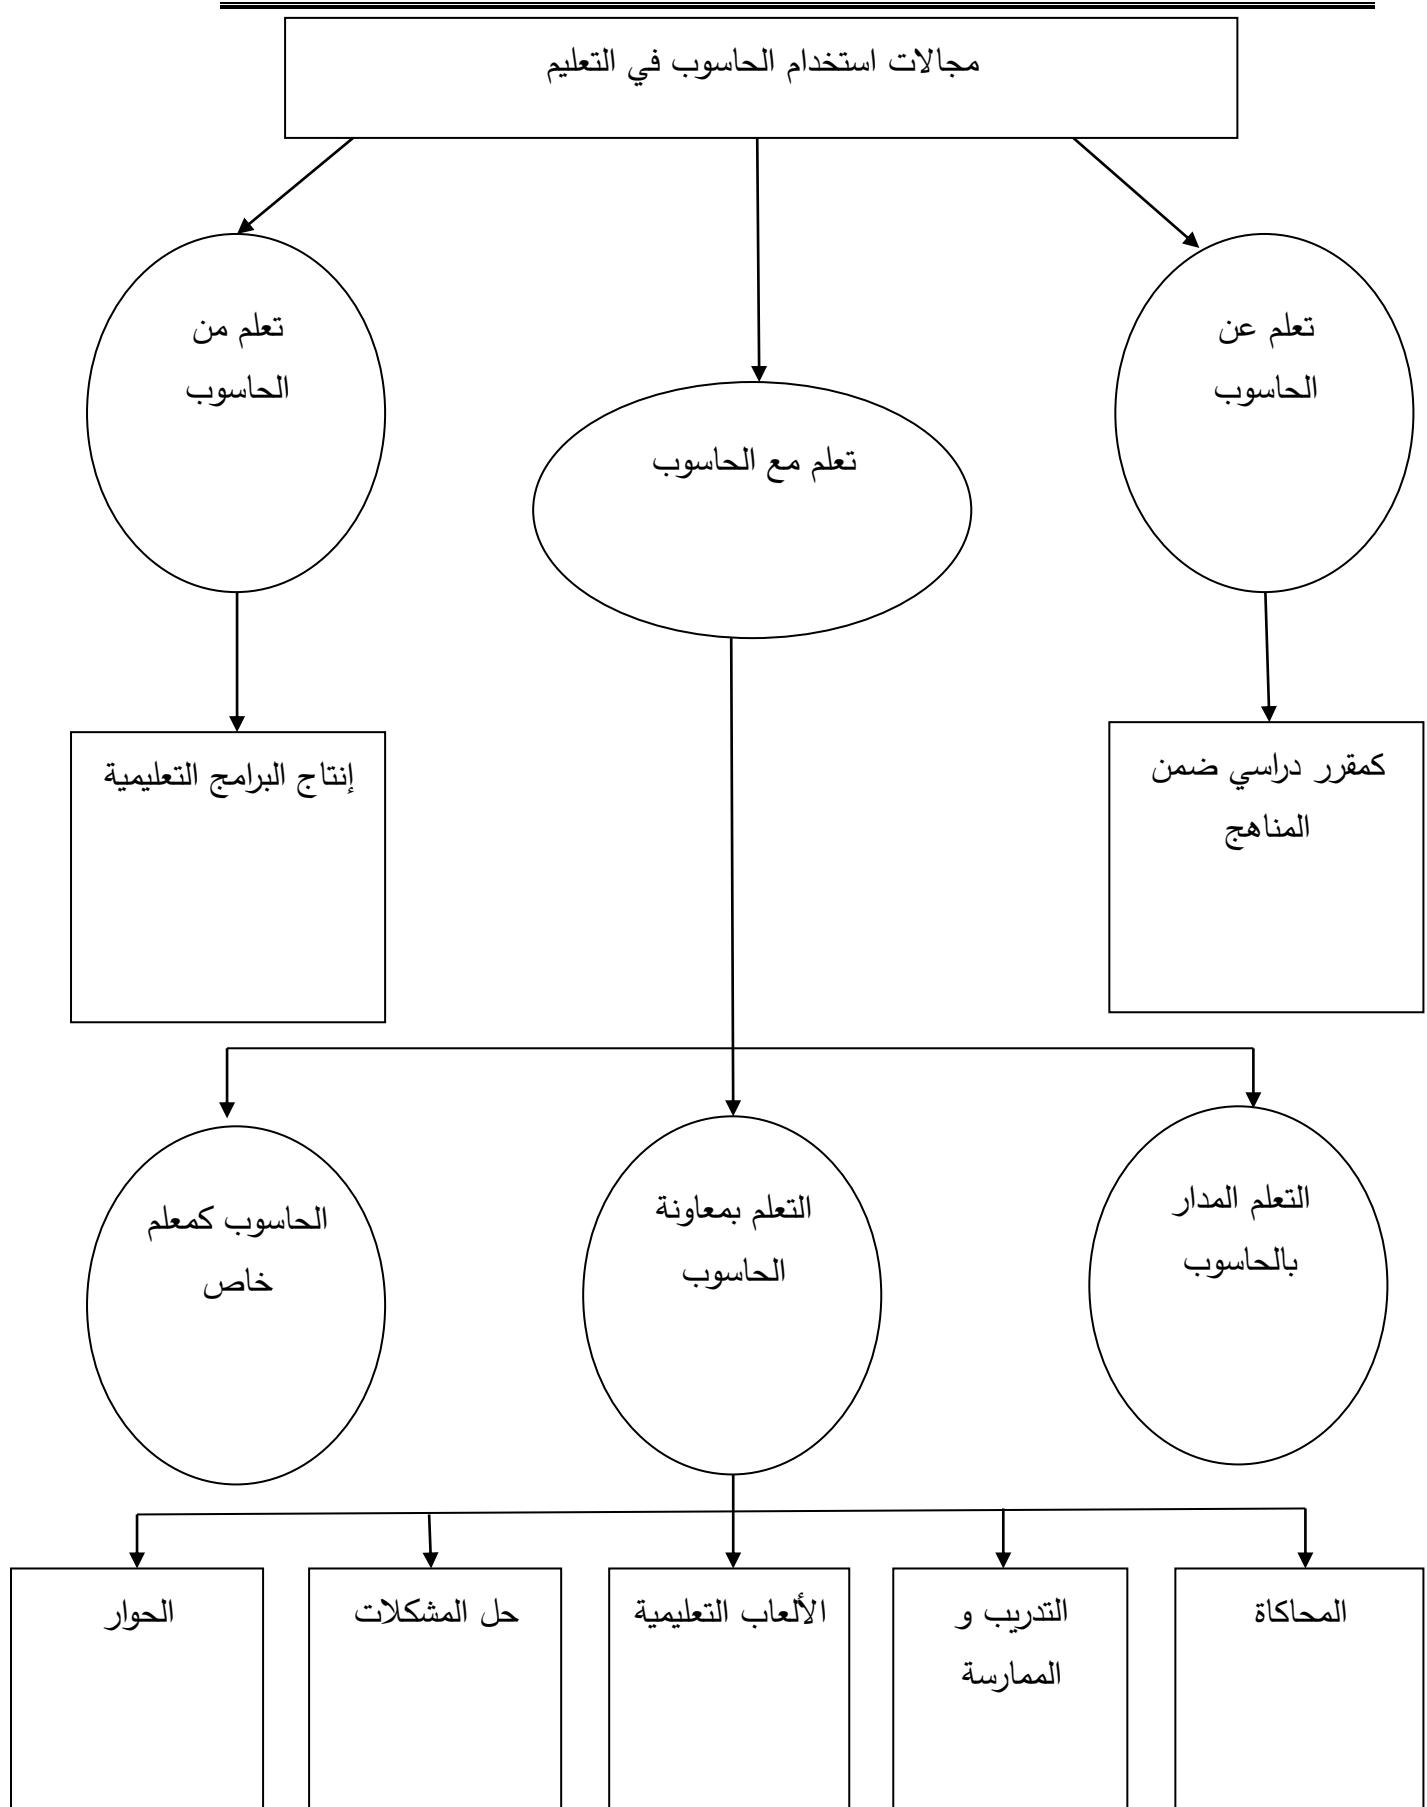 مجالات استخدام الحاسوب في التعليم
تعلم عن
الحاسوب
تعلم مع الحاسوب
تعلم من
الحاسوب
كمقرر دراسي ضمن
المناهج
إنتاج البرامج التعليمية
التعلم المدار
بالحاسوب
التعلم بمعاونة
الحاسوب
الحاسوب كمعلم
خاص
المحاكاة
التدريب و
الممارسة
الألعاب التعليمية
حل المشكلات
الحوار